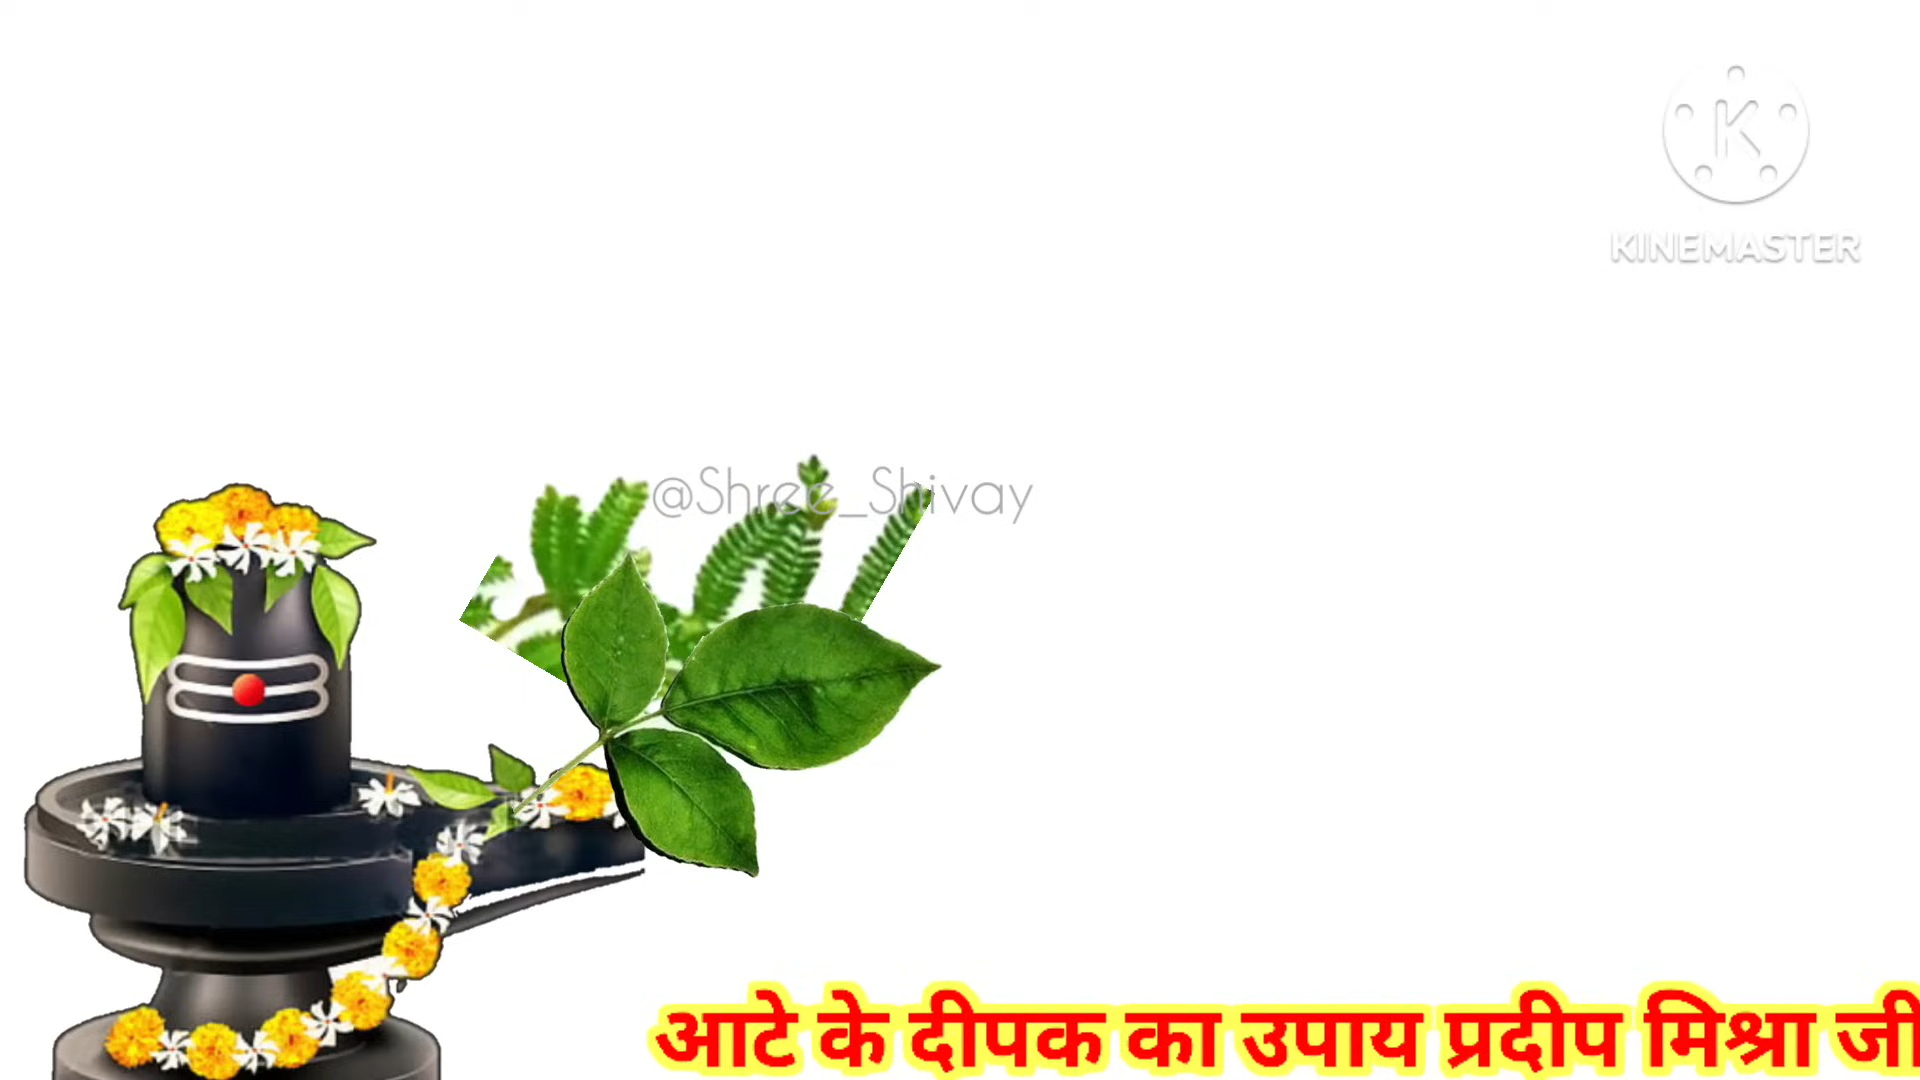 KINEMASTER
@Shree_Shivay
आटे के दीपक का उपाय प्रदीप मिश्रा जी